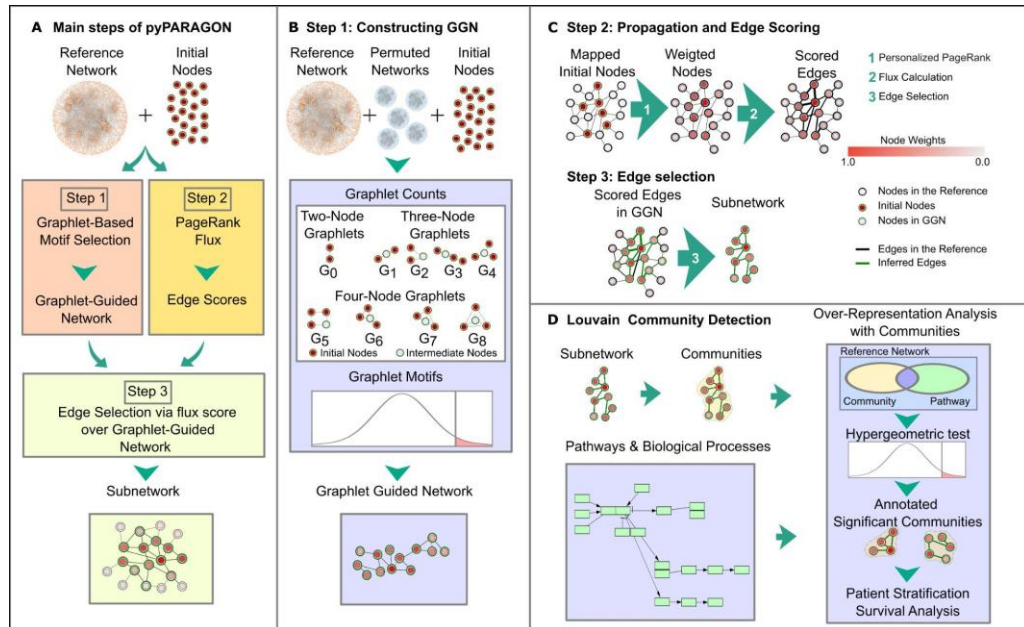 A Main steps of pyPARAGON
Reference
Network
Initial
Nodes
+
Step 1
Graphlet-Based
Motif Selection
Graphlet-Guided
Network
Step 2
PageRank
Flux
Edge Scores
Step 3
Edge Selection via flux score
over Graphlet-Guided
Network
Subnetwork
B Step 1: Constructing GGN
Reference
Network
Permuted
Networks
Initial
Nodes
+
+
Graphlet Counts
Two-Node
Graphlets
Three-Node
Graphlets
G0
G1
G2
G3
G4
Four-Node Graphlets
G5
G6
G7
G8
Initial Nodes
Intermediate Nodes
Graphlet Motifs
Graphlet Guided Network
C Step 2: Propagation and Edge Scoring
Mapped
Initial Nodes
Weigted
Nodes
Scored
Edges
1
2
1 Personalized PageRank
2 Flux Calculation
3 Edge Selection
Node Weights
1.0
0.0
Step 3: Edge selection
Scored Edges
in GGN
Subnetwork
3
Nodes in the Reference
Initial Nodes
Nodes in GGN
Edges in the Reference
Inferred Edges
D Louvain Community Detection
Subnetwork
Communities
Pathways & Biological Processes
Over-Representation Analysis
with Communities
Reference Network
Community
Pathway
Hypergeometric test
Annotated
Significant Communities
Patient Stratification
Survival Analysis